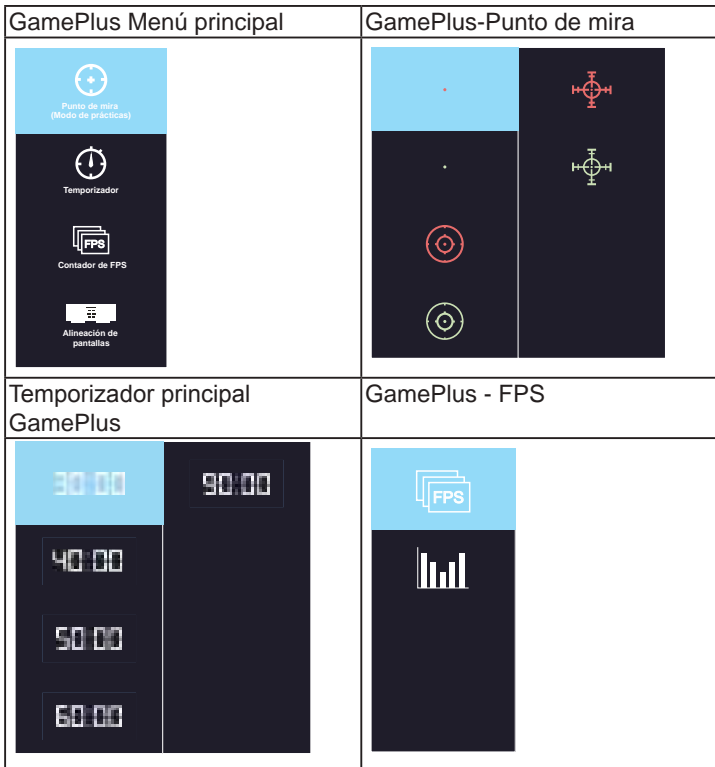 GamePlus Menú principal
GamePlus-Punto de mira
Punto de mira
(Modo de prácticas)
Temporizador
FPS
Contador de FPS
Alineación de
pantallas
Temporizador principal
GamePlus
GamePlus - FPS
30:00
90:00
40:00
50:00
60:00
FPS